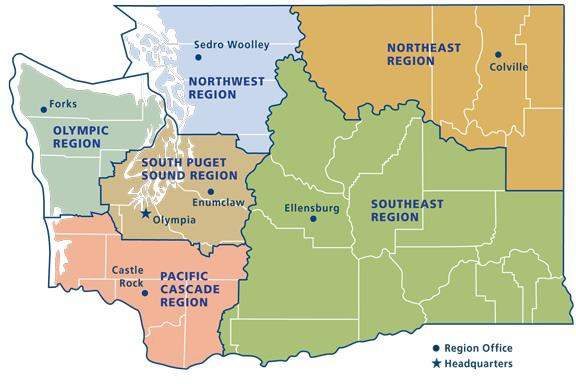 Sedro Woolley
NORTHWEST
REGION
NORTHEAST
REGION
Colville
Forks
OLYMPIC
REGION
SOUTH PUGET
SOUND REGION
Enumclaw
Olympia
Ellensburg
SOUTHEAST
REGION
Castle
Rock
PACIFIC
CASCADE
REGION
Region Office
Headquarters